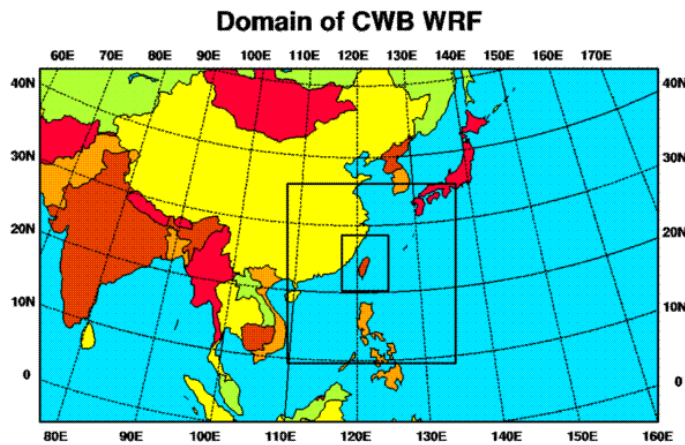 Domain of CWB WRF
60E 70E 80E 90E 100E 110E 120E 130E 140E 150E 160E 170E
40N 40N
30N 30N
20N 20N
10N 10N
0 0
80E 90E 100E 110E 120E 130E 140E 150E 160E